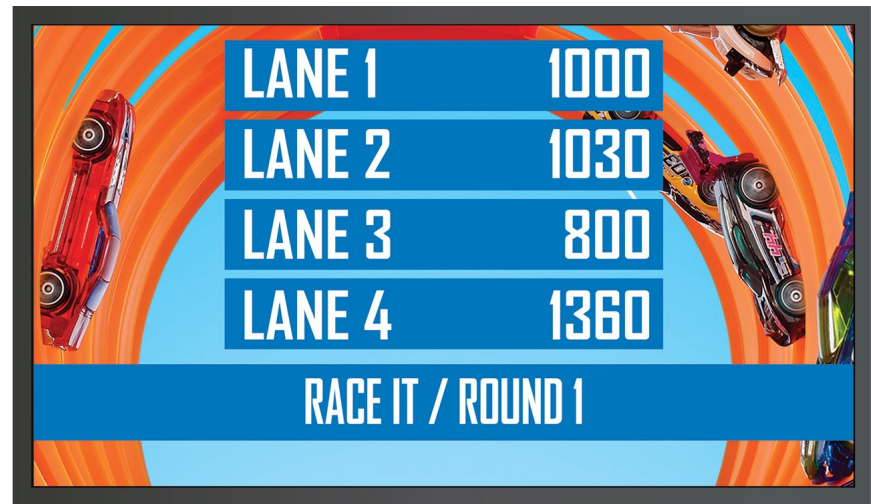 LANE 1 1000
LANE 2 1030
LANE 3 800
LANE 4 1360
RACE IT / ROUND 1